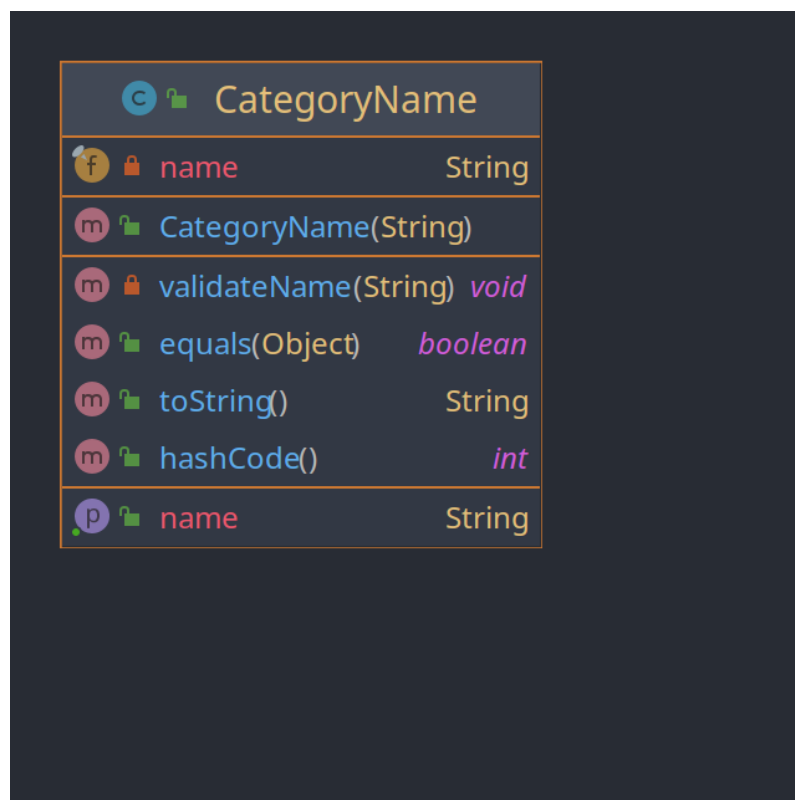 C CategoryName
f name String
m CategoryName(String)
m validateName(String) void
m equals(Object) boolean
m toString() String
m hashCode() int
p name String